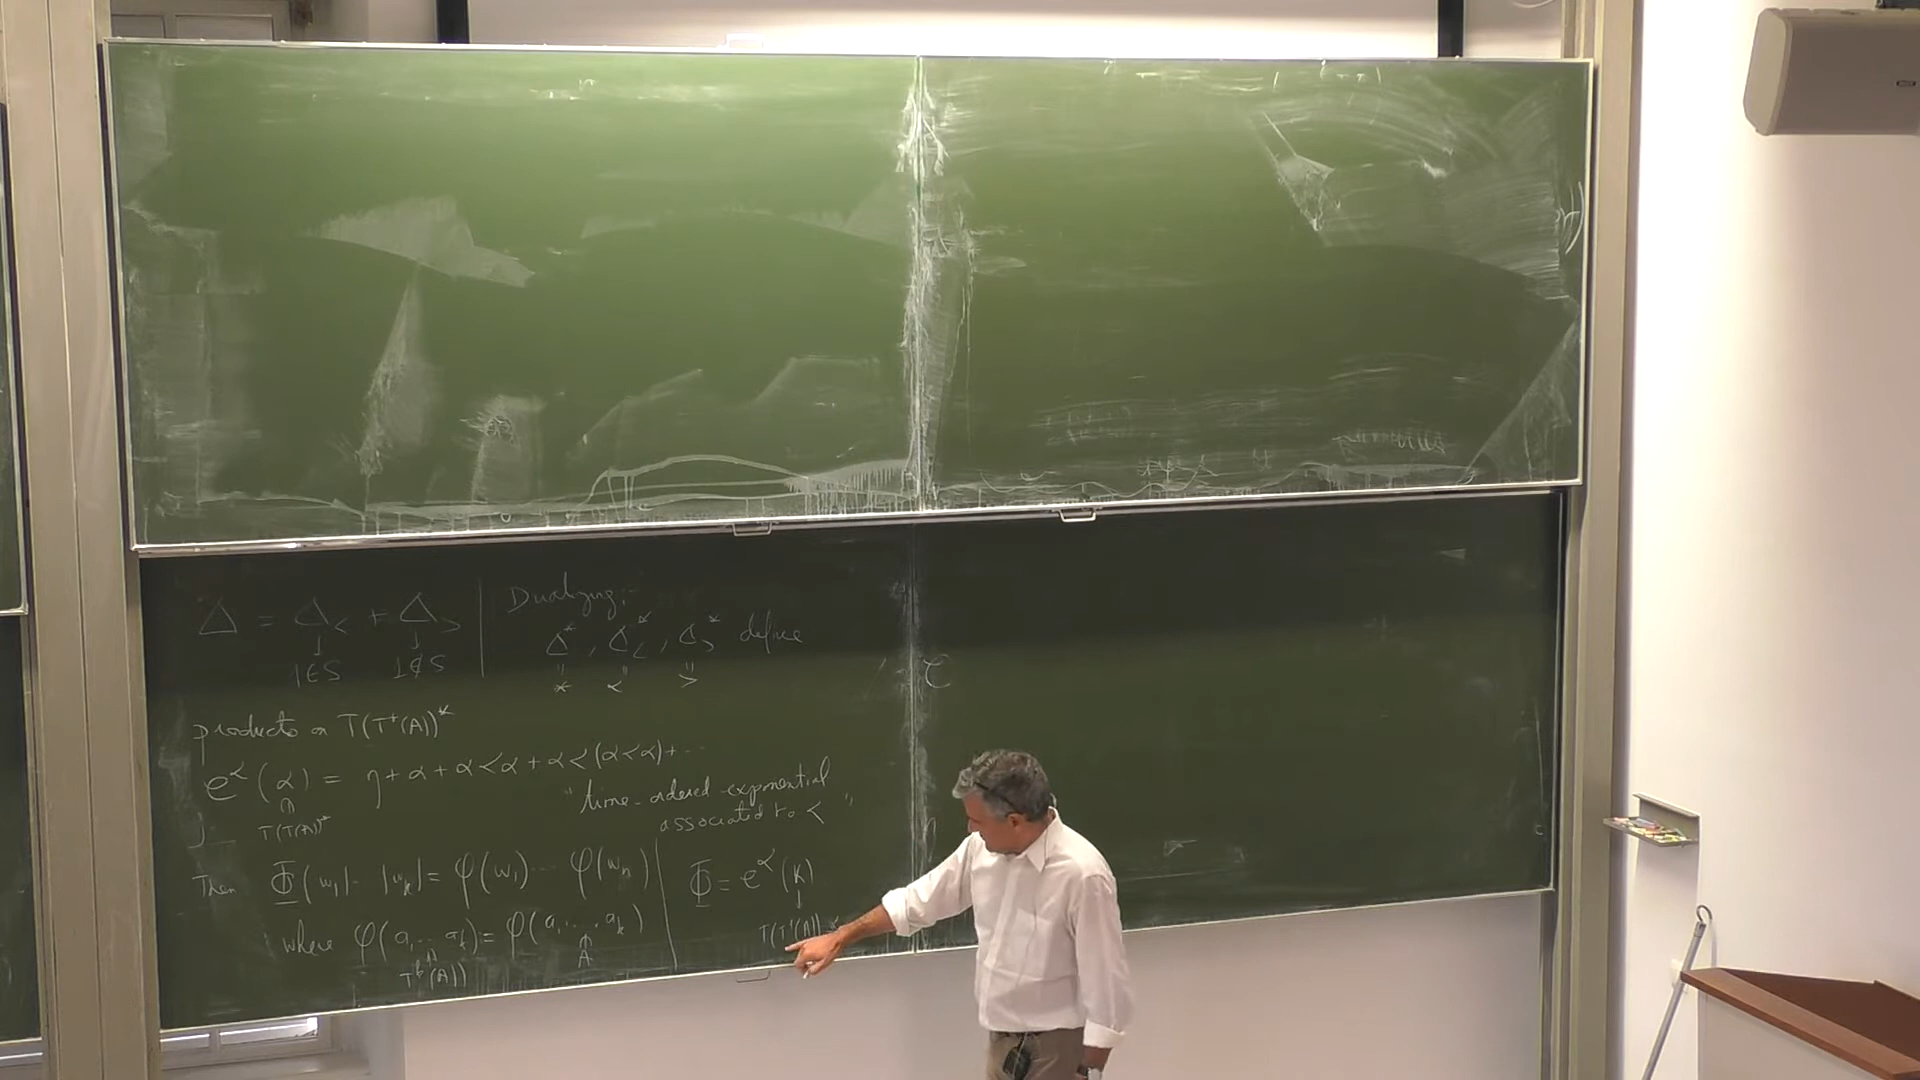 Δ = Δ< + Δ>
1∈S 1∉S
Dualizing:
Δ*, Δ<*, Δ>* define
* < >
products on T(T⁺(A))*
e^<(α) = η + α + α<α + α<(α<α) + ...
T(T(A))*
"time-ordered exponential
associated to <"
Then Φ(w₁|...|wₖ) = φ(w₁)...φ(wₖ)
where φ(a₁...aₖ) = φ(a₁...aₖ)
T⁺(A)) A
Φ = e^<(K)
T(T⁺(A))*